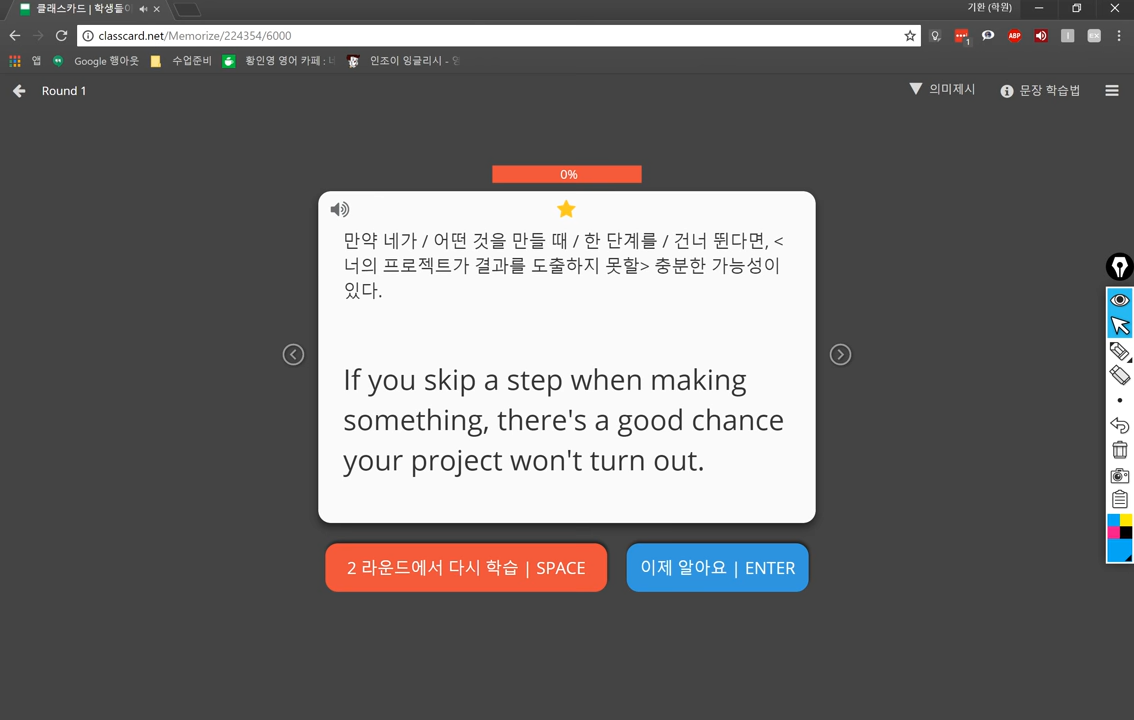 클래스카드 | 학생들이
기환 (학원)
classcard.net/Memorize/224354/6000
1
ABP
앱
Google 행아웃
수업준비
황인영 영어 카페 : 네
인조이 잉글리시 -
Round 1
의미제시
문장 학습법
0%
만약 네가 / 어떤 것을 만들 때 / 한 단계를 / 건너 뛴다면, <
너의 프로젝트가 결과를 도출하지 못할> 충분한 가능성이
있다.
If you skip a step when making
something, there's a good chance
your project won't turn out.
2 라운드에서 다시 학습 | SPACE
이제 알아요 | ENTER